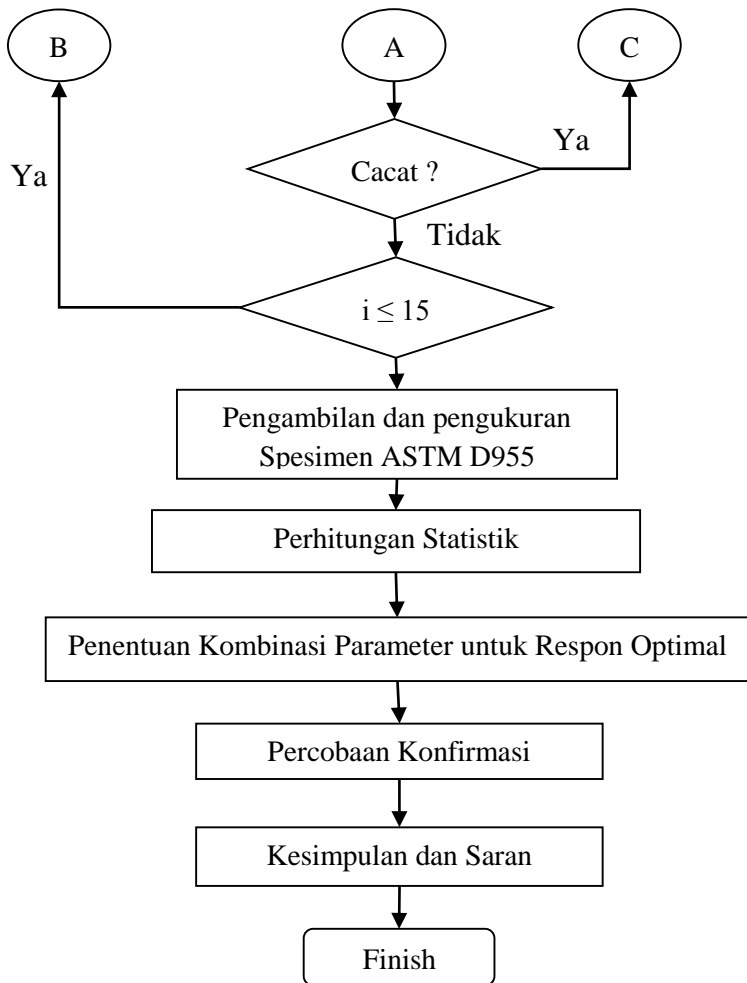 B
A
C
Cacat ?
Ya
Ya
Tidak
i ≤ 15
Pengambilan dan pengukuran
Spesimen ASTM D955
Perhitungan Statistik
Penentuan Kombinasi Parameter untuk Respon Optimal
Percobaan Konfirmasi
Kesimpulan dan Saran
Finish